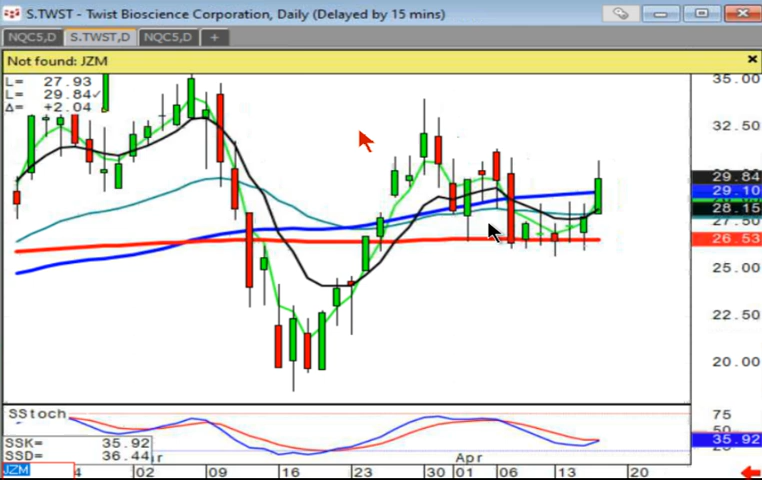 S.TWST - Twist Bioscience Corporation, Daily (Delayed by 15 mins)
NQC5,D S.TWST,D NQC5,D +
Not found: JZM
L= 27.93
L= 29.84
Δ= +2.04
35.00
32.50
29.84
29.10
28.15
27.50
26.53
25.00
22.50
20.00
SStoch
75
50
35.92
SSK= 35.92
SSD= 36.44
JZM 4 02 09 16 23 30 01 Apr 06 13 20